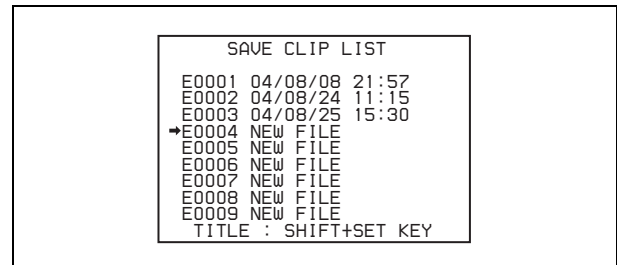 SAVE CLIP LIST
E0001 04/08/08 21:57
E0002 04/08/24 11:15
E0003 04/08/25 15:30
➡E0004 NEW FILE
E0005 NEW FILE
E0006 NEW FILE
E0007 NEW FILE
E0008 NEW FILE
E0009 NEW FILE
TITLE : SHIFT+SET KEY